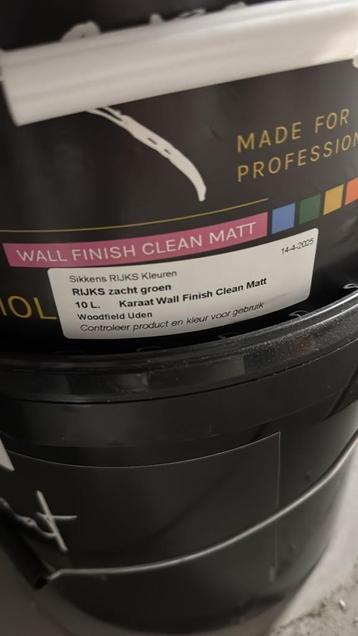 MADE FOR
PROFESSION
WALL FINISH CLEAN MATT
14-4-2025
Sikkens RIJKS Kleuren
RIJKS zacht groen
10 L. Karaat Wall Finish Clean Matt
Woodfield Uden
Controleer product en kleur voor gebruik
IOL